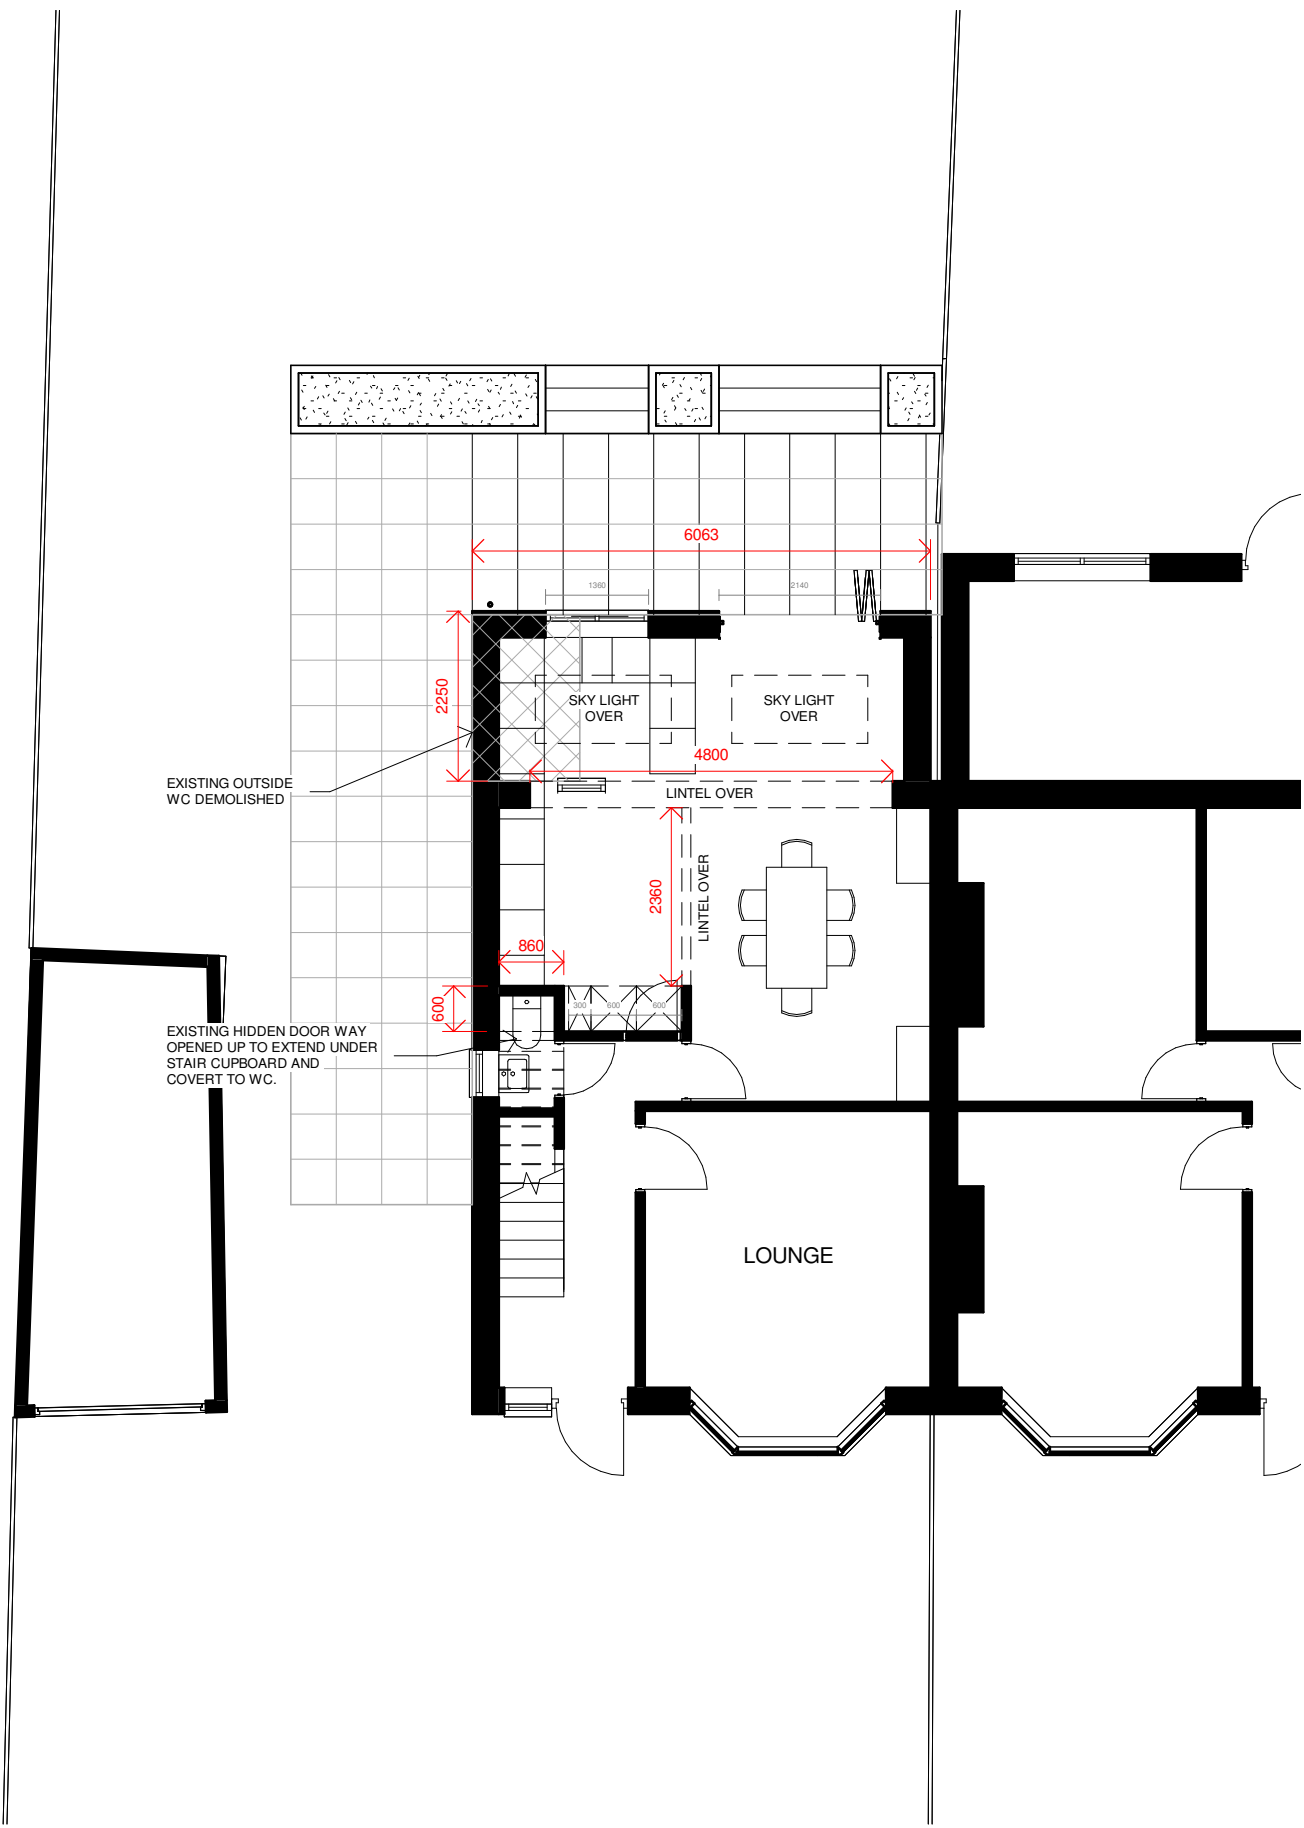 6063
1360
2140
2250
SKY LIGHT
OVER
SKY LIGHT
OVER
4800
EXISTING OUTSIDE
WC DEMOLISHED
LINTEL OVER
LINTEL OVER
2360
860
600
300
600
600
EXISTING HIDDEN DOOR WAY
OPENED UP TO EXTEND UNDER
STAIR CUPBOARD AND
COVERT TO WC.
LOUNGE